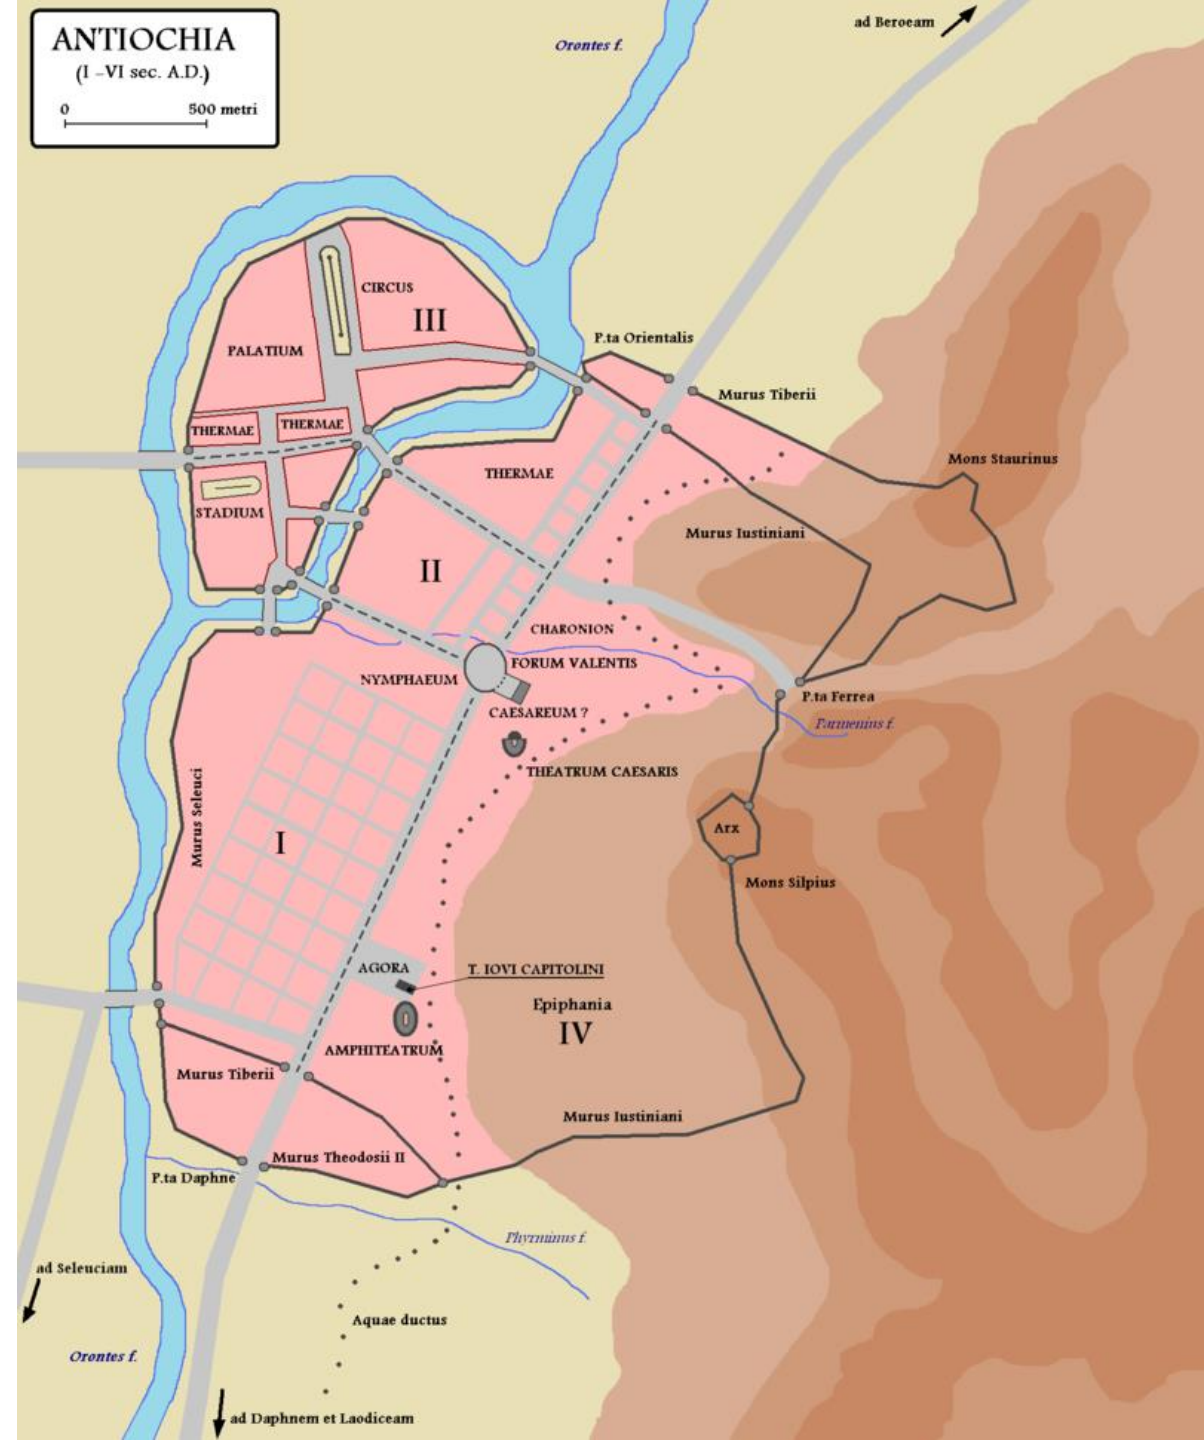 ANTIOCHIA
(I –VI sec. A.D.)
0 500 metri
Orontes f.
ad Beroeam
CIRCUS
III
PALATIUM
P.ta Orientalis
Murus Tiberii
THERMAE
THERMAE
Mons Staurinus
THERMAE
STADIUM
Murus Iustiniani
II
CHARONION
FORUM VALENTIS
NYMPHAEUM
P.ta Ferrea
CAESAREUM ?
Parmenius f.
THEATRUM CAESARIS
Murus Seleuci
Arx
I
Mons Silpius
AGORA
T. IOVI CAPITOLINI
Epiphania
IV
AMPHITEATRUM
Murus Tiberii
Murus Iustiniani
Murus Theodosii II
P.ta Daphne
Phyrminus f.
ad Seleuciam
Aquae ductus
Orontes f.
ad Daphnem et Laodiceam